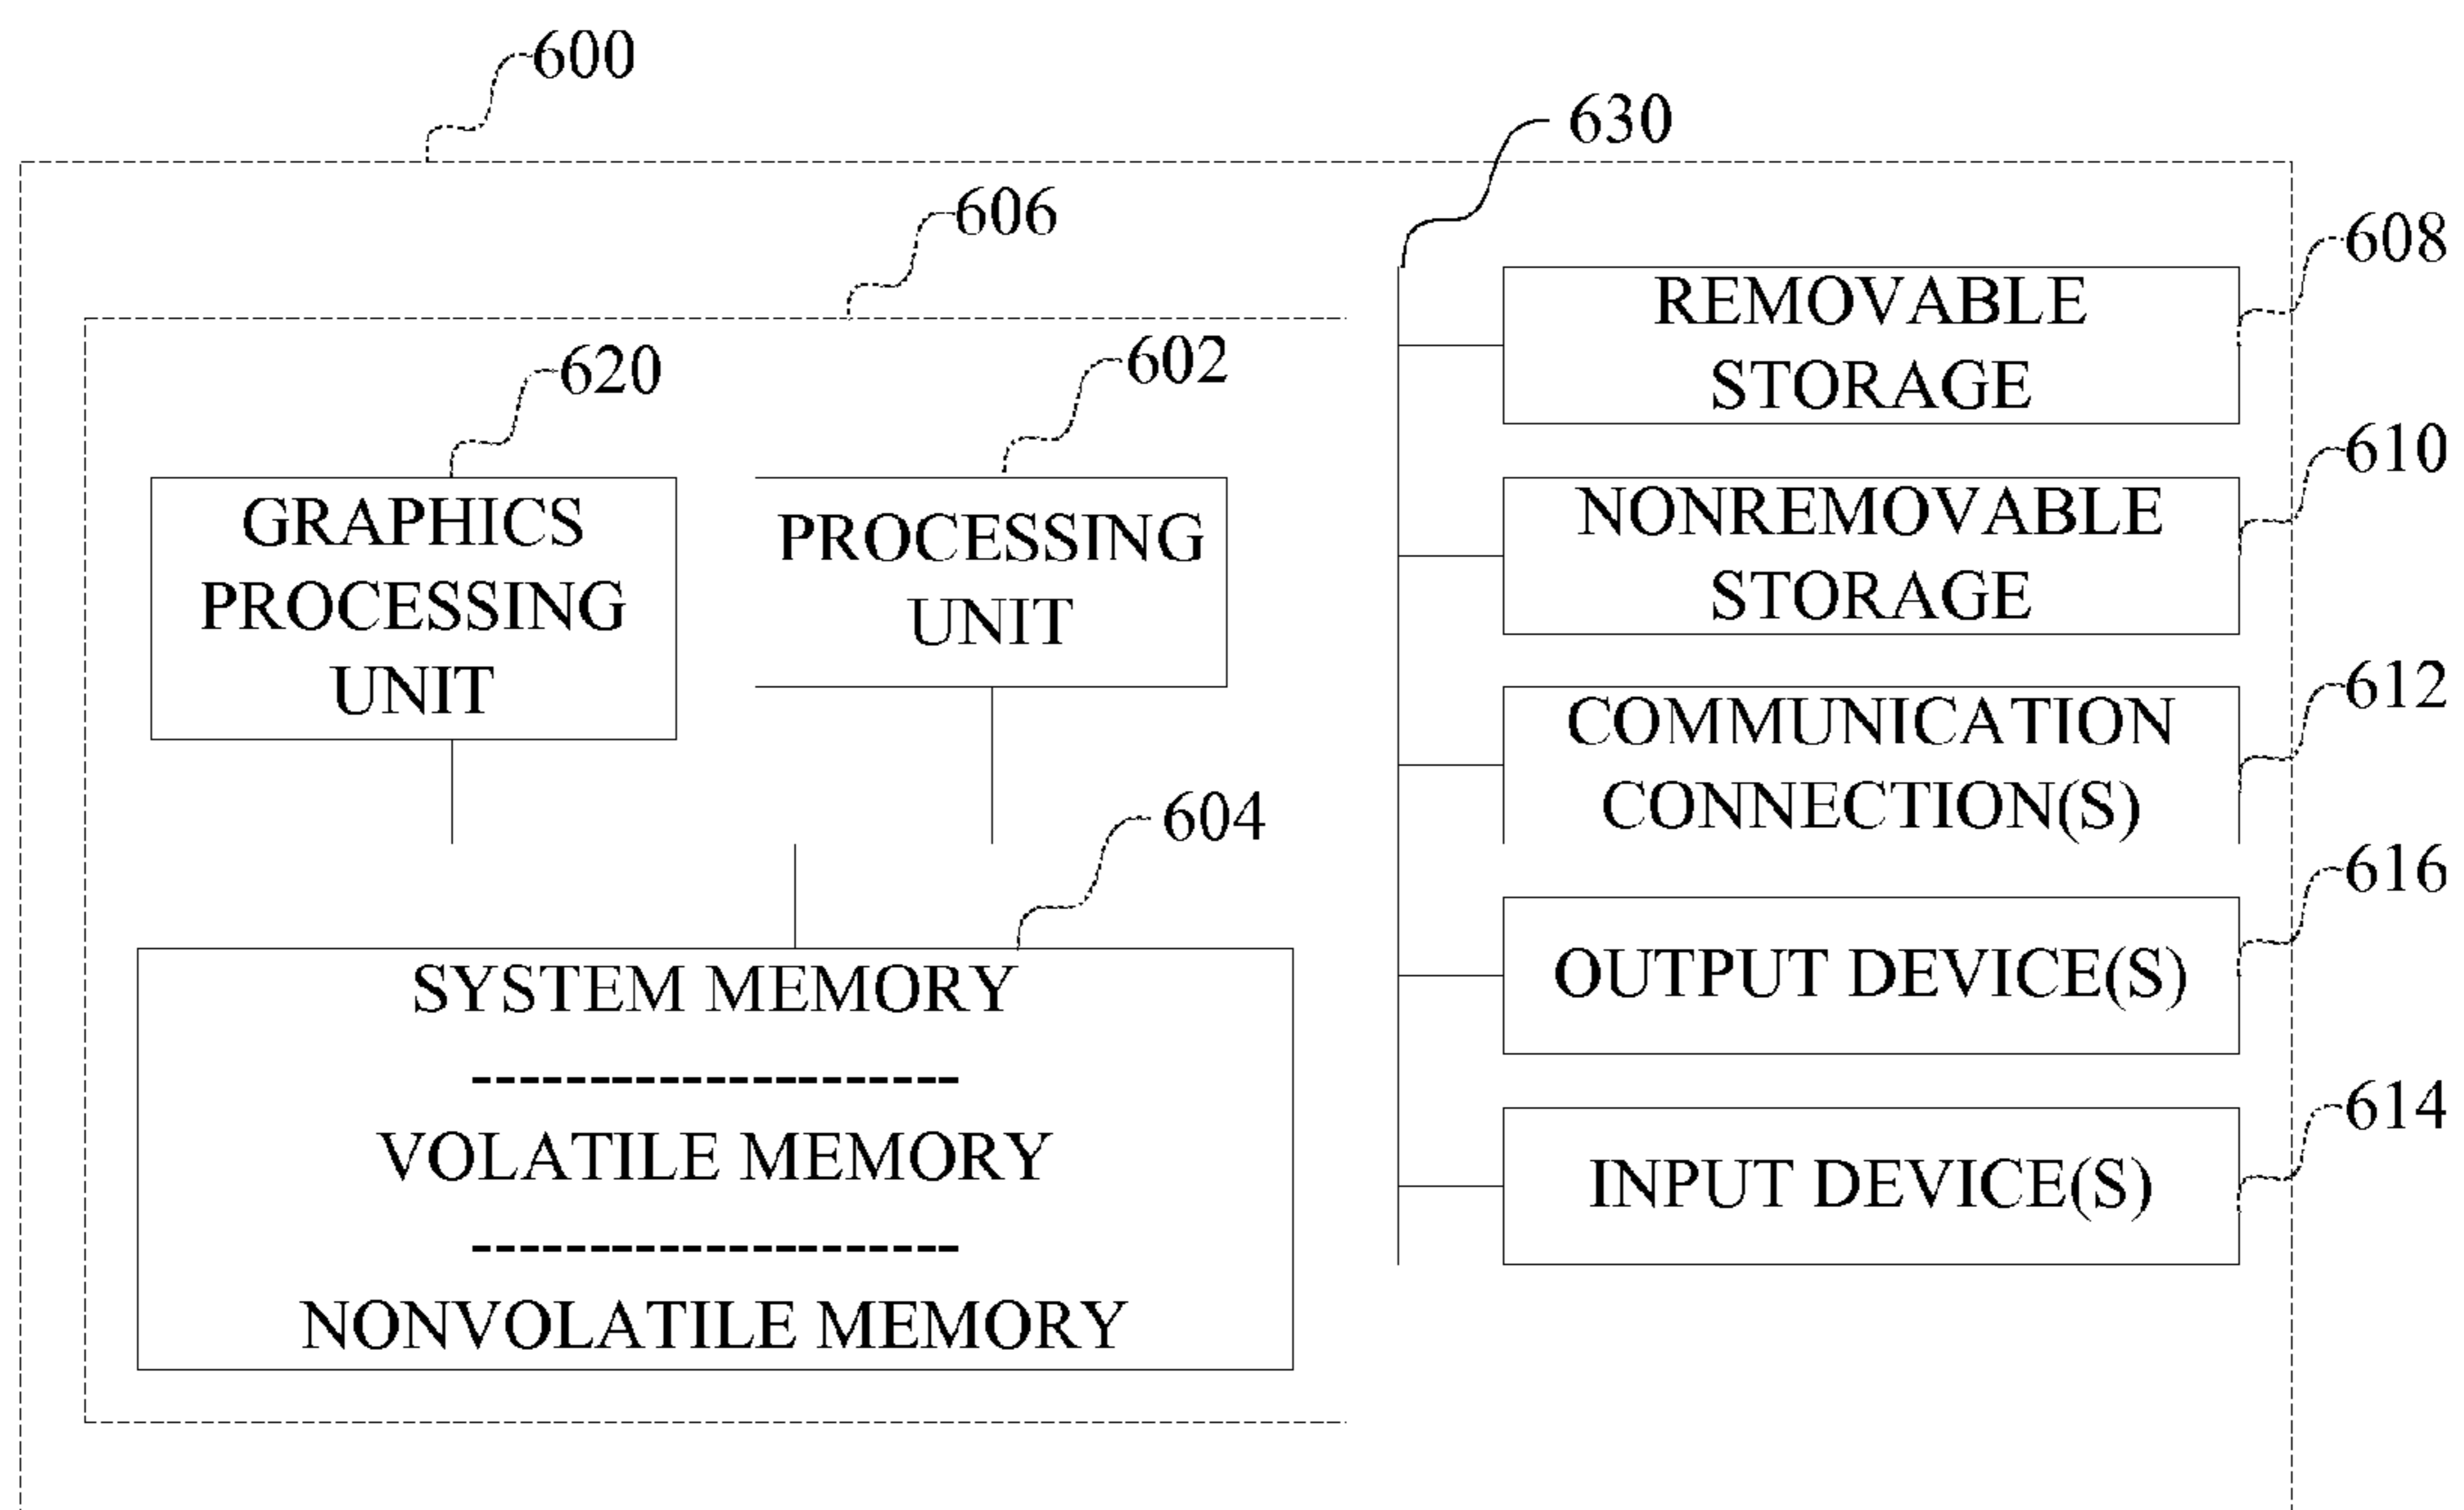 600
630
606
608
REMOVABLE
STORAGE
620
602
610
GRAPHICS
PROCESSING
UNIT
PROCESSING
UNIT
NONREMOVABLE
STORAGE
612
COMMUNICATION
CONNECTION(S)
604
616
SYSTEM MEMORY
---------------------
VOLATILE MEMORY
---------------------
NONVOLATILE MEMORY
OUTPUT DEVICE(S)
614
INPUT DEVICE(S)